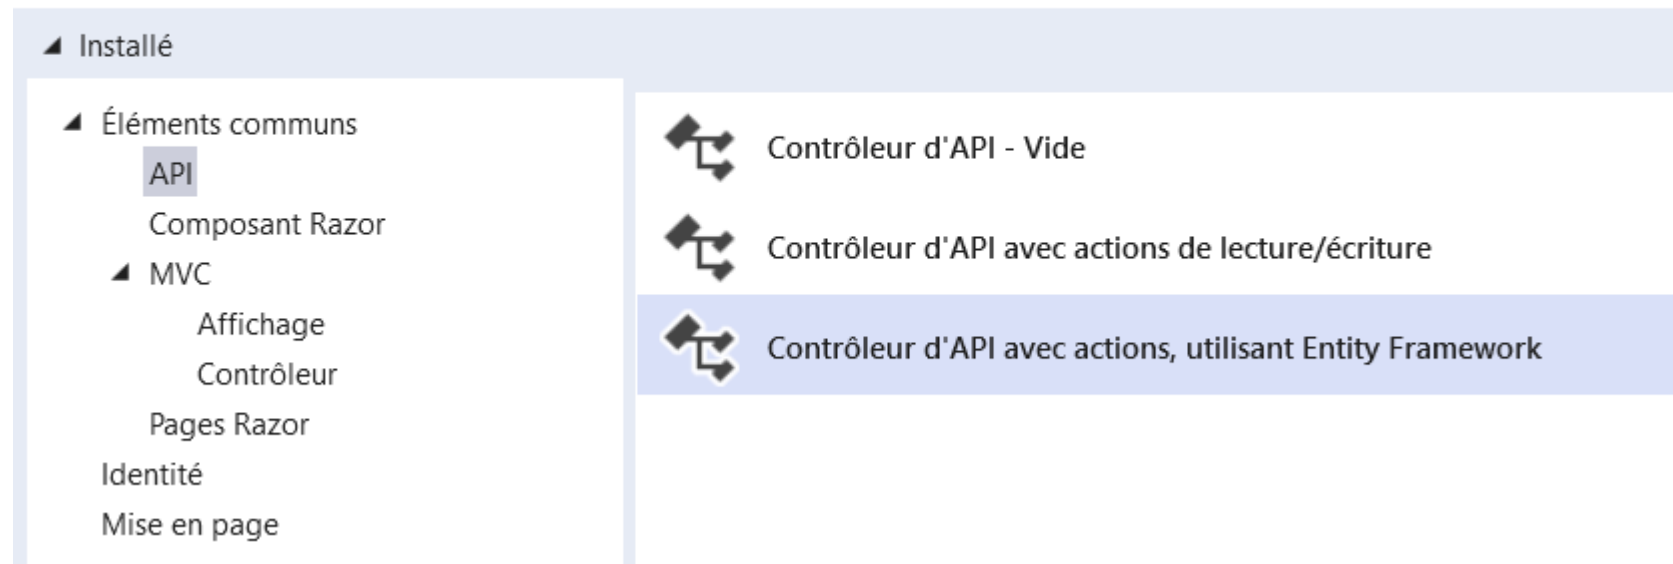 Installé
Éléments communs
API
Composant Razor
MVC
Affichage
Contrôleur
Pages Razor
Identité
Mise en page
Contrôleur d'API - Vide
Contrôleur d'API avec actions de lecture/écriture
Contrôleur d'API avec actions, utilisant Entity Framework